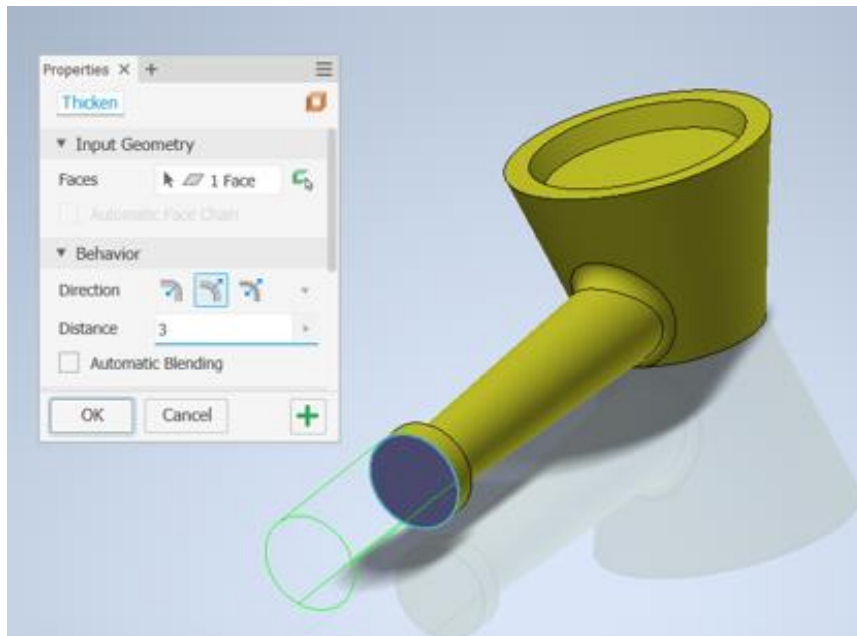 Properties × +
Thicken
▼ Input Geometry
Faces 1 Face
Automatic Face Chain
▼ Behavior
Direction
Distance 3
Automatic Blending
OK Cancel +